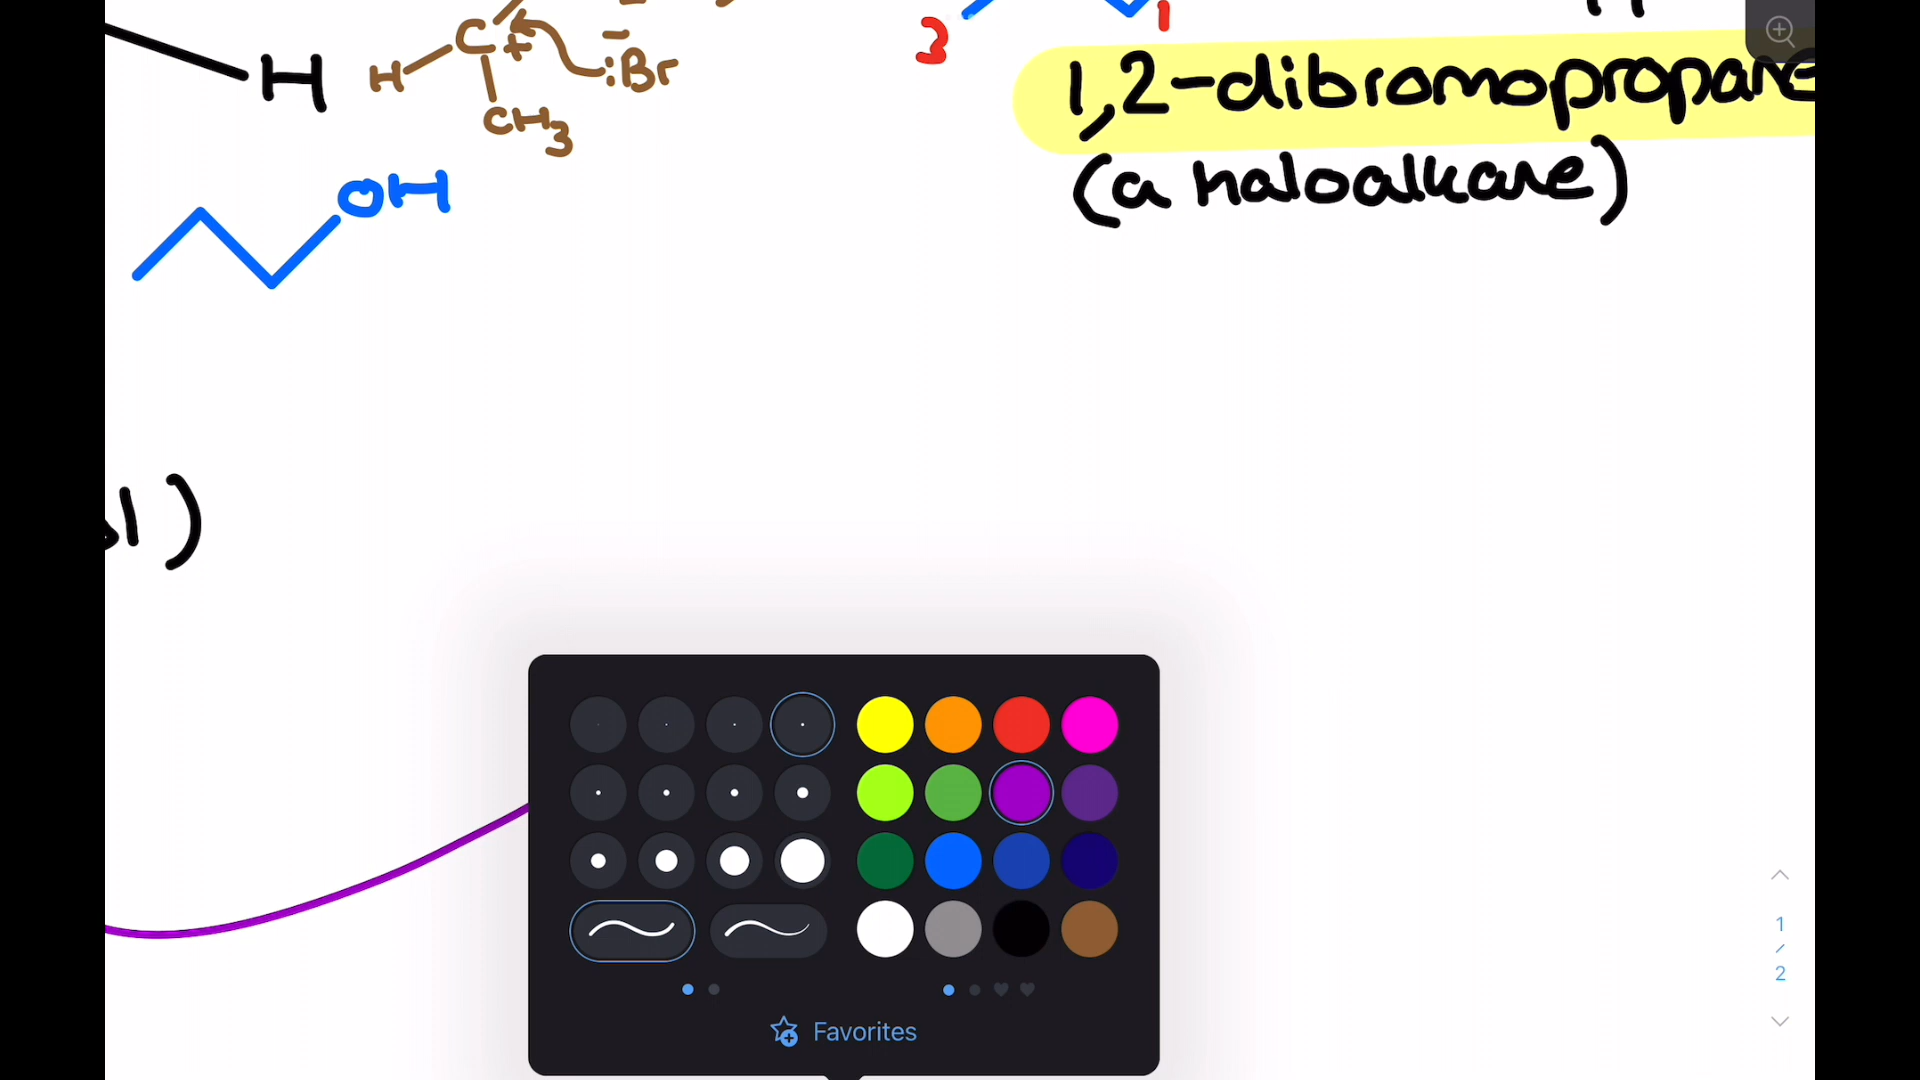 C
+
H
:Br
CH3
H
OH
3
1
1,2-dibromopropane
(a haloalkane)
l)
1
/
2
Favorites